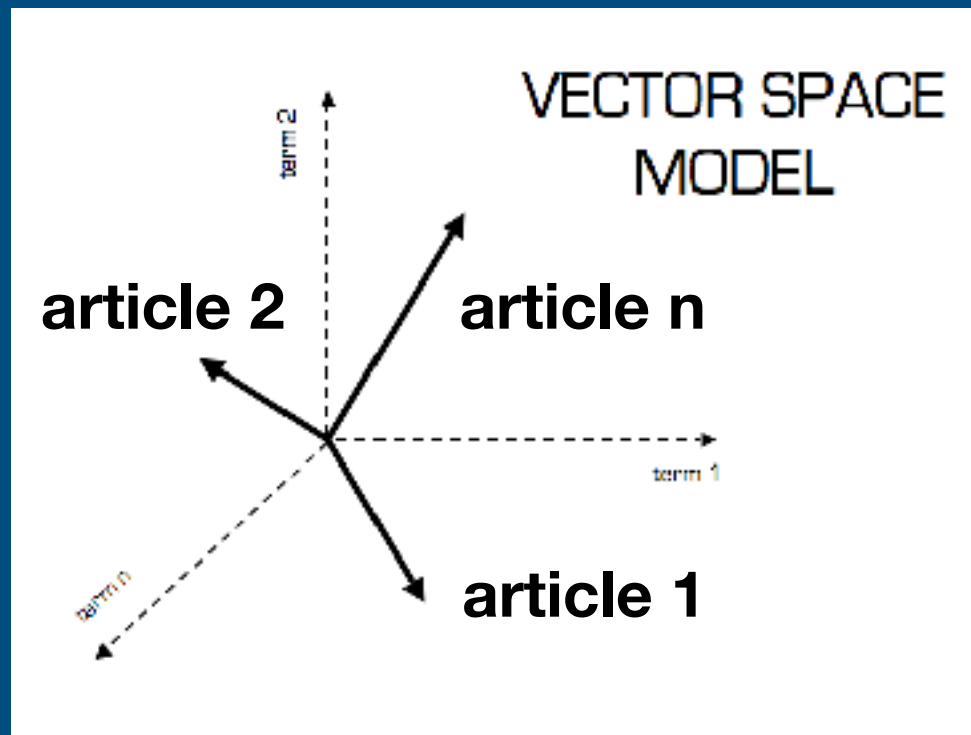 VECTOR SPACE
MODEL
term 2
article 2
article n
term 1
term n
article 1